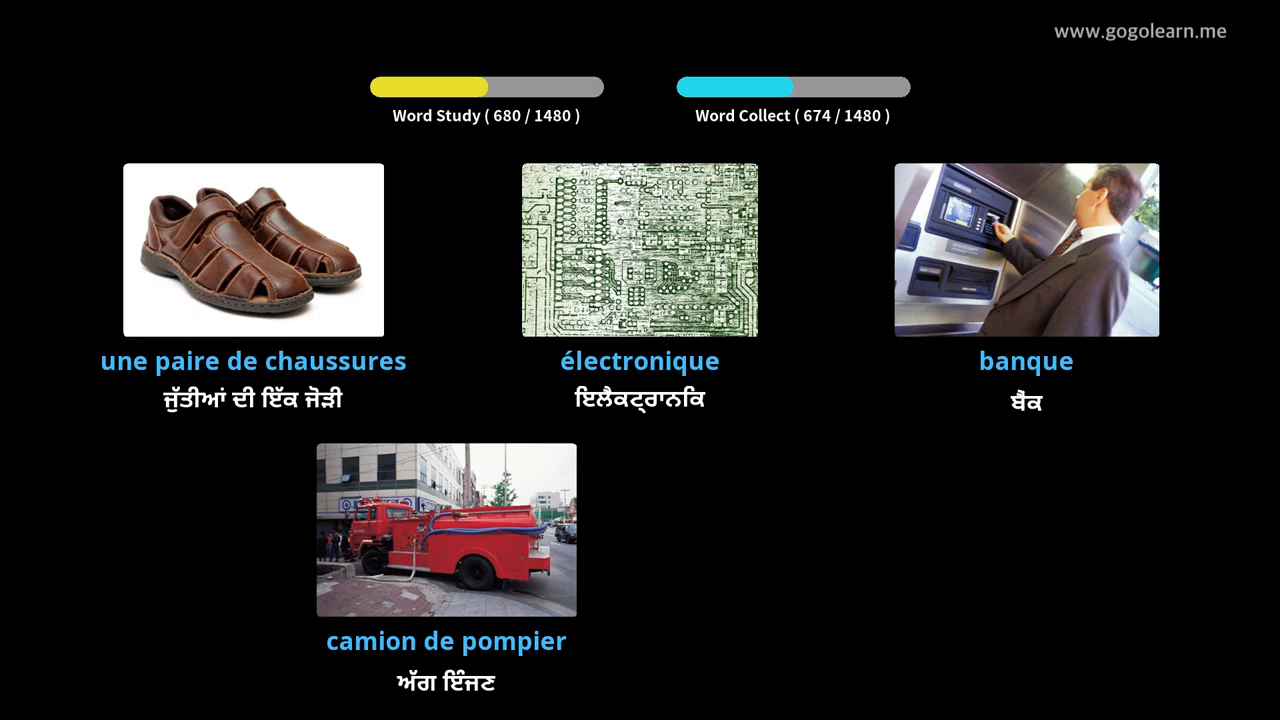 www.gogolearn.me
Word Study ( 680 / 1480 )
Word Collect ( 674 / 1480 )
une paire de chaussures
ਜੁੱਤੀਆਂ ਦੀ ਇੱਕ ਜੋੜੀ
électronique
ਇਲੈਕਟ੍ਰਾਨਕਿ
banque
ਬੈਂਕ
camion de pompier
ਅੱਗ ਇੰਜਣ